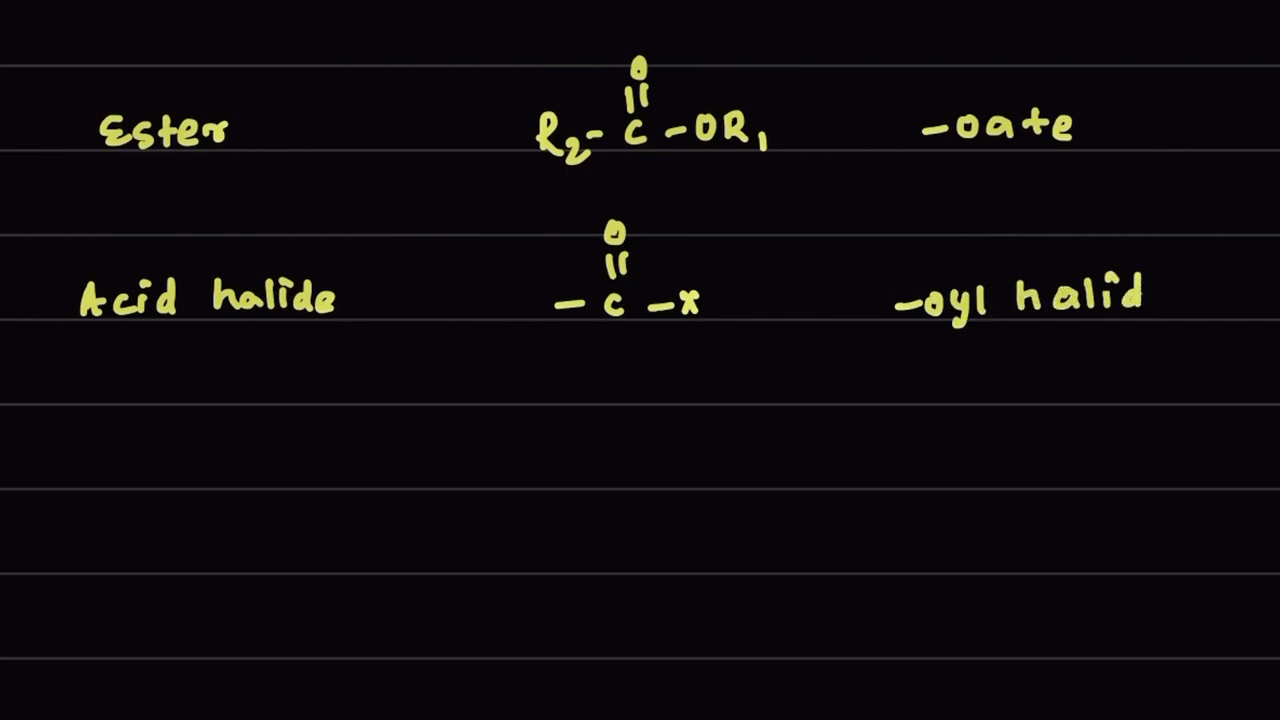 O
||
Ester R₂-C-OR₁ -oate
O
||
Acid halide -C-x -oyl halid